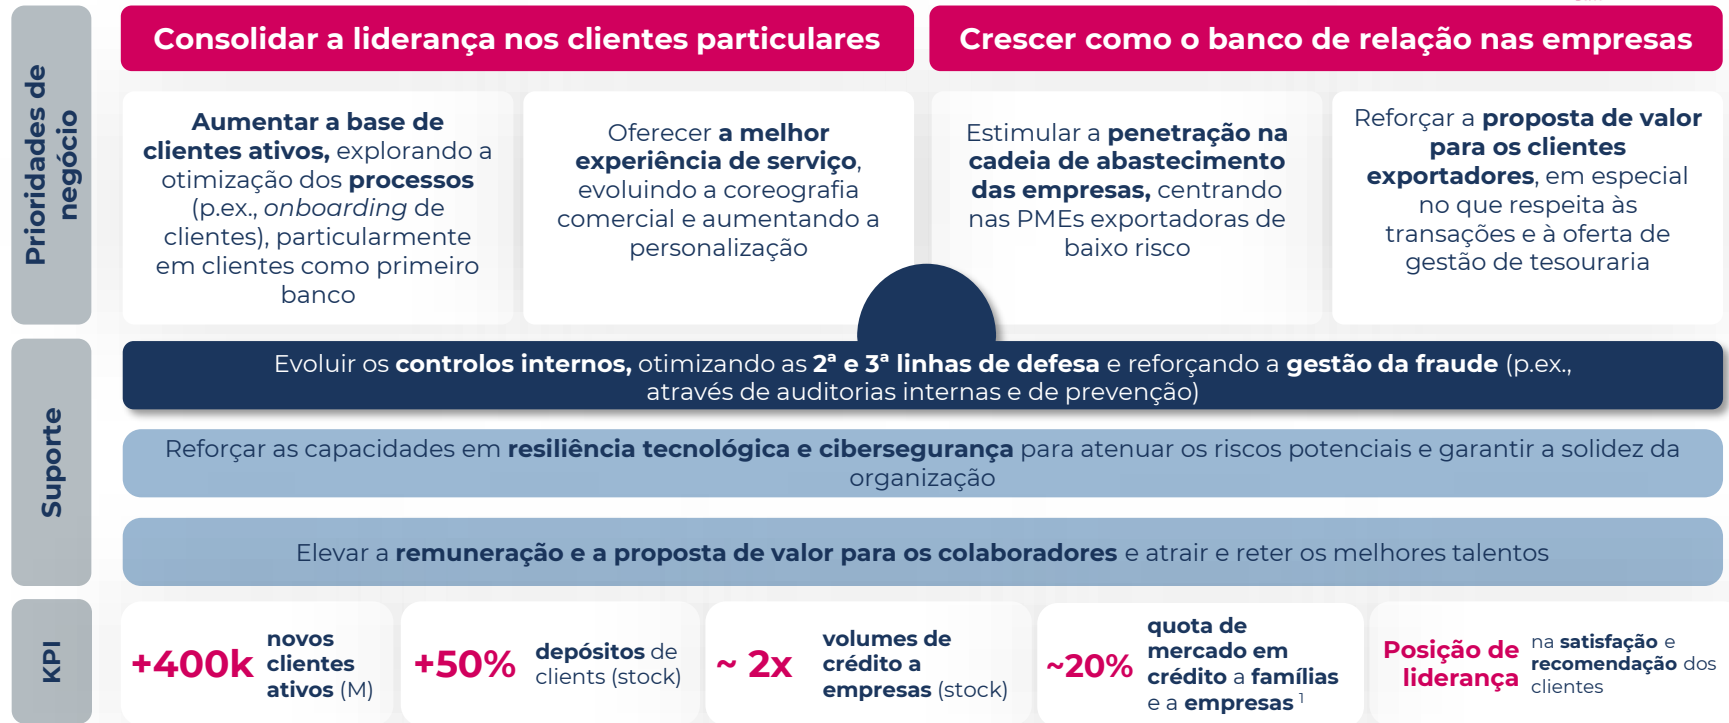 Prioridades de
negócio
Consolidar a liderança nos clientes particulares
Crescer como o banco de relação nas empresas
Aumentar a base de
clientes ativos, explorando a
otimização dos processos
(p.ex., onboarding de
clientes), particularmente
em clientes como primeiro
banco
Oferecer a melhor
experiência de serviço,
evoluindo a coreografia
comercial e aumentando a
personalização
Estimular a penetração na
cadeia de abastecimento
das empresas, centrando
nas PMEs exportadoras de
baixo risco
Reforçar a proposta de valor
para os clientes
exportadores, em especial
no que respeita às
transações e à oferta de
gestão de tesouraria
Suporte
Evoluir os controlos internos, otimizando as 2ª e 3ª linhas de defesa e reforçando a gestão da fraude (p.ex.,
através de auditorias internas e de prevenção)
Reforçar as capacidades em resiliência tecnológica e cibersegurança para atenuar os riscos potenciais e garantir a solidez da
organização
Elevar a remuneração e a proposta de valor para os colaboradores e atrair e reter os melhores talentos
KPI
+400k
novos
clientes
ativos (M)
+50%
depósitos de
clients (stock)
~ 2x
volumes de
crédito a
empresas (stock)
~20%
quota de
mercado em
crédito a famílias
e a empresas ¹
Posição de
liderança
na satisfação e
recomendação dos
clientes